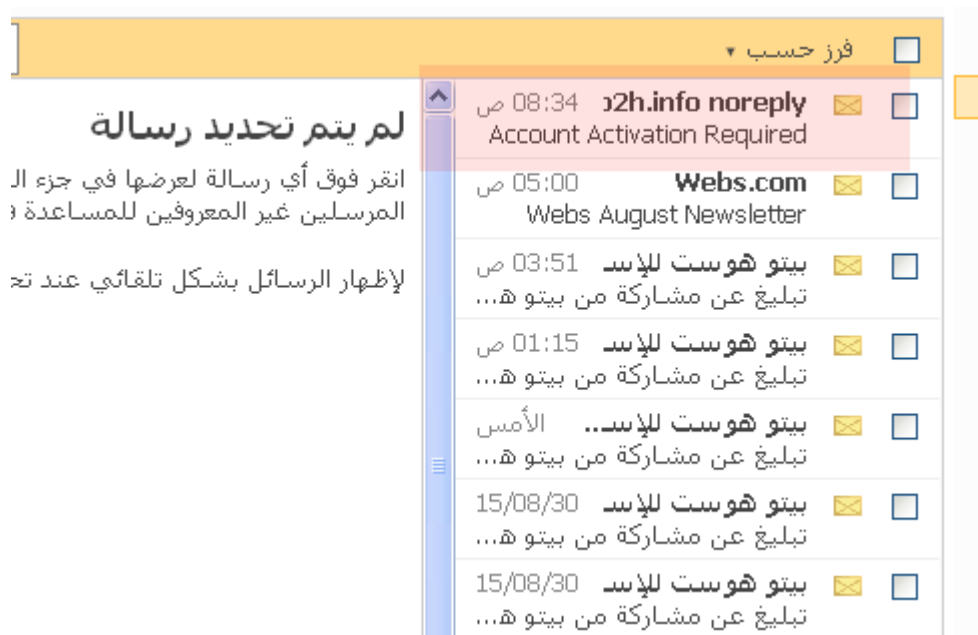 فرز حسب ▾
o2h.info noreply 08:34 ص
Account Activation Required
Webs.com 05:00 ص
Webs August Newsletter
بيتو هوست للإسـ 03:51 ص
تبليغ عن مشاركة من بيتو هـ...
بيتو هوست للإسـ 01:15 ص
تبليغ عن مشاركة من بيتو هـ...
بيتو هوست للإسـ... الأمس
تبليغ عن مشاركة من بيتو هـ...
بيتو هوست للإسـ 15/08/30
تبليغ عن مشاركة من بيتو هـ...
بيتو هوست للإسـ 15/08/30
تبليغ عن مشاركة من بيتو هـ...
لم يتم تحديد رسالة
انقر فوق أي رسالة لعرضها في جزء
المرسلين غير المعروفين للمساعدة
لإظهار الرسائل بشكل تلقائي عند